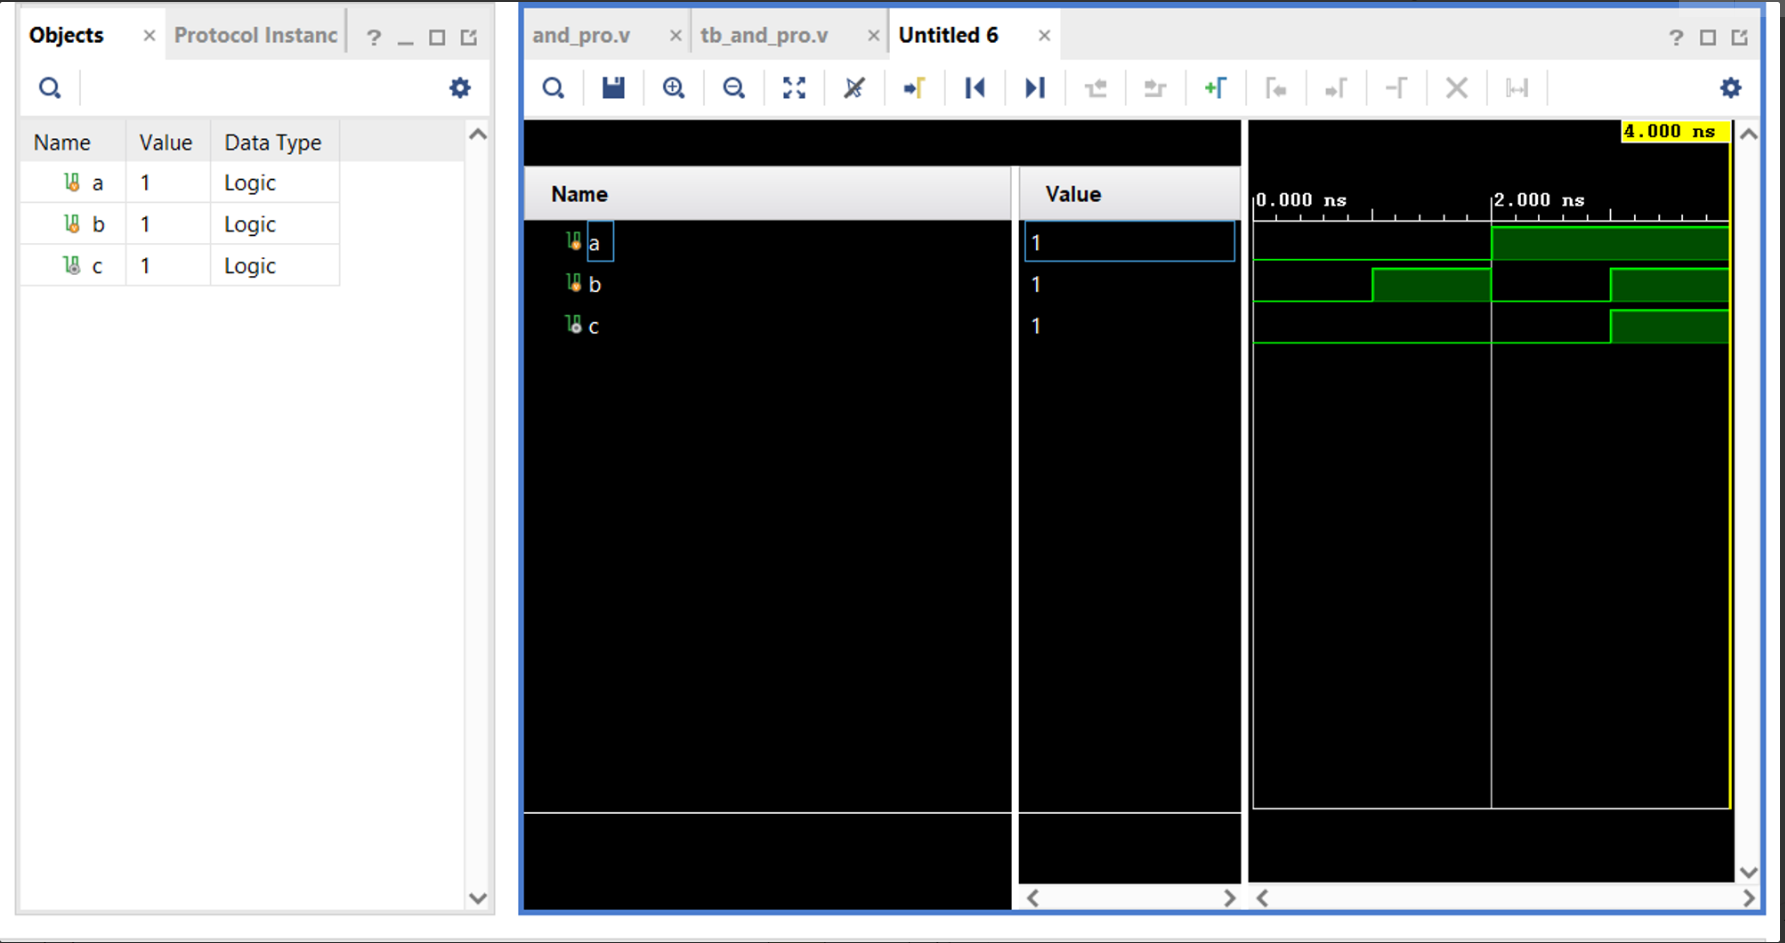 Objects
Protocol Instanc
Name Value Data Type
a 1 Logic
b 1 Logic
c 1 Logic
and_pro.v
tb_and_pro.v
Untitled 6
Name
Value
a 1
b 1
c 1
4.000 ns
0.000 ns
2.000 ns